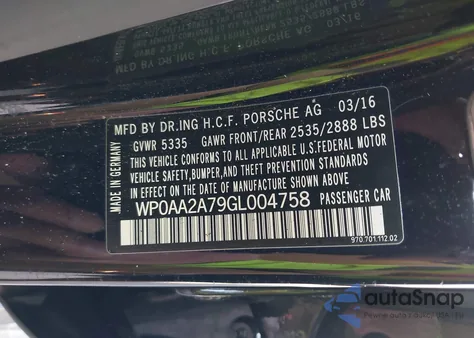 MFD BY DR.ING H.C.F. PORSCHE AG 03/16
GVWR 5335 GAWR FRONT/REAR 2535/2888 LBS
THIS VEHICLE CONFORMS TO ALL APPLICABLE U.S.FEDERAL MOTOR
VEHICLE SAFETY,BUMPER,AND THEFT PREVENTION STANDARDS IN
EFFECT ON THE DATE OF MANUFACTURE SHOWN ABOVE.
WP0AA2A79GL004758 PASSENGER CAR
MADE IN GERMANY
970.701.112.02
autoSnap